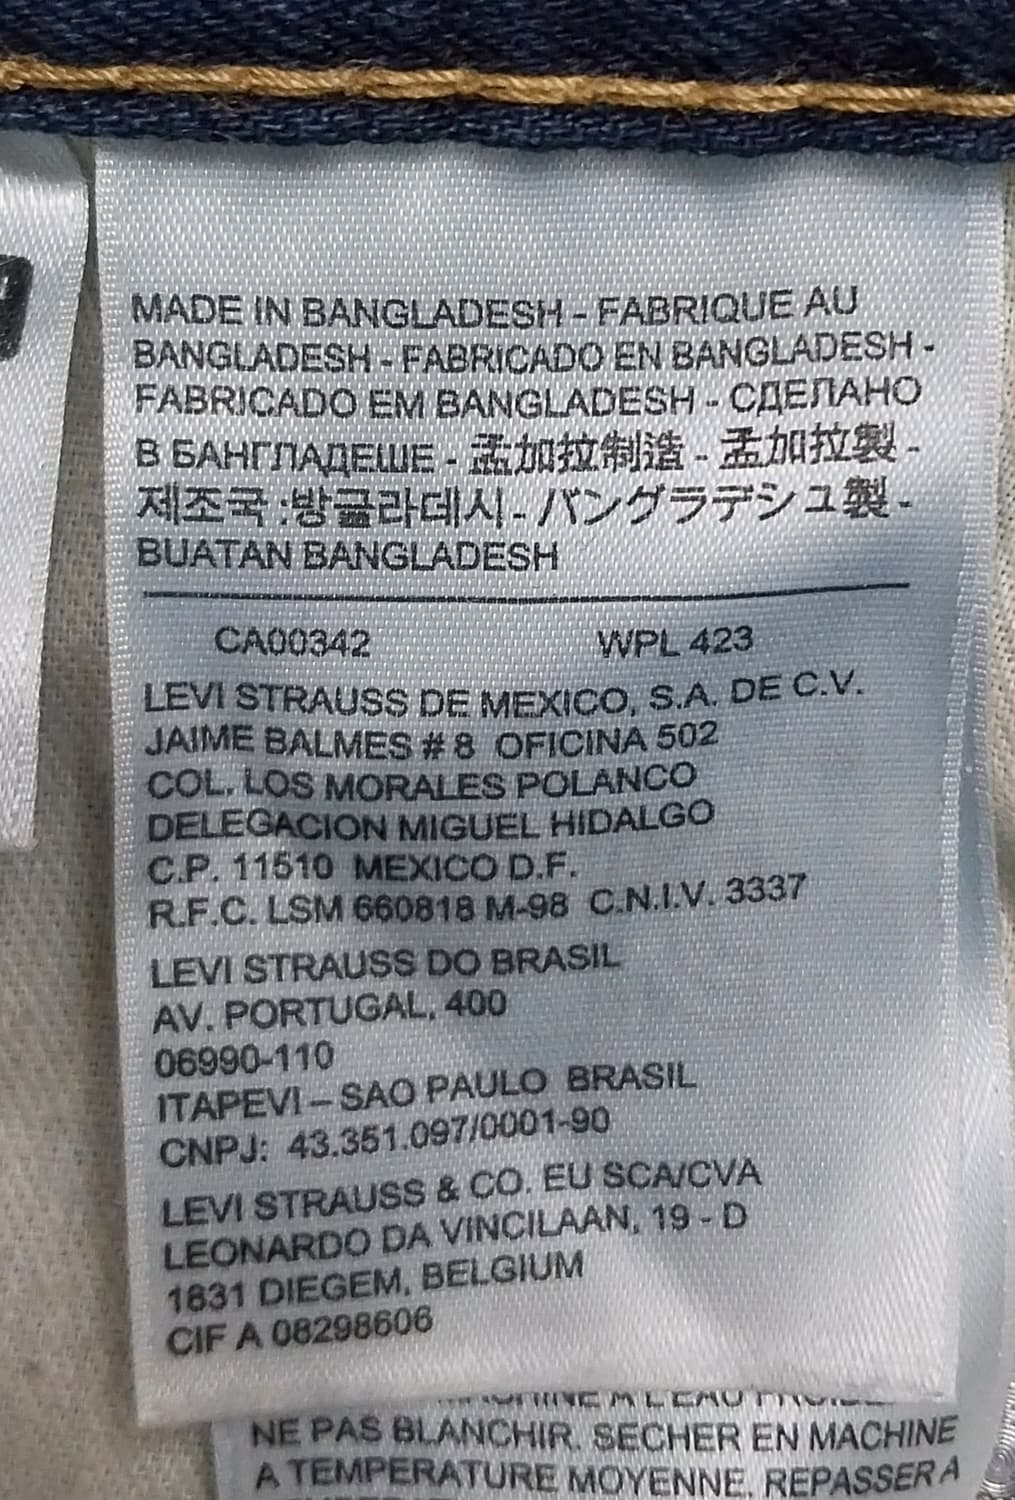 MADE IN BANGLADESH - FABRIQUE AU
BANGLADESH - FABRICADO EN BANGLADESH -
FABRICADO EM BANGLADESH - СДЕЛАНО
В БАНГЛАДЕШЕ - 孟加拉制造 - 孟加拉製 -
제조국 :방글라데시 - バングラデシュ製 -
BUATAN BANGLADESH
CA00342 WPL 423
LEVI STRAUSS DE MEXICO, S.A. DE C.V.
JAIME BALMES # 8 OFICINA 502
COL. LOS MORALES POLANCO
DELEGACION MIGUEL HIDALGO
C.P. 11510 MEXICO D.F.
R.F.C. LSM 660818 M-98 C.N.I.V. 3337
LEVI STRAUSS DO BRASIL
AV. PORTUGAL, 400
06990-110
ITAPEVI – SAO PAULO BRASIL
CNPJ: 43.351.097/0001-90
LEVI STRAUSS & CO. EU SCA/CVA
LEONARDO DA VINCILAAN, 19 - D
1831 DIEGEM, BELGIUM
CIF A 08298606
NE PAS BLANCHIR. SECHER EN MACHINE
A TEMPERATURE MOYENNE. REPASSER A